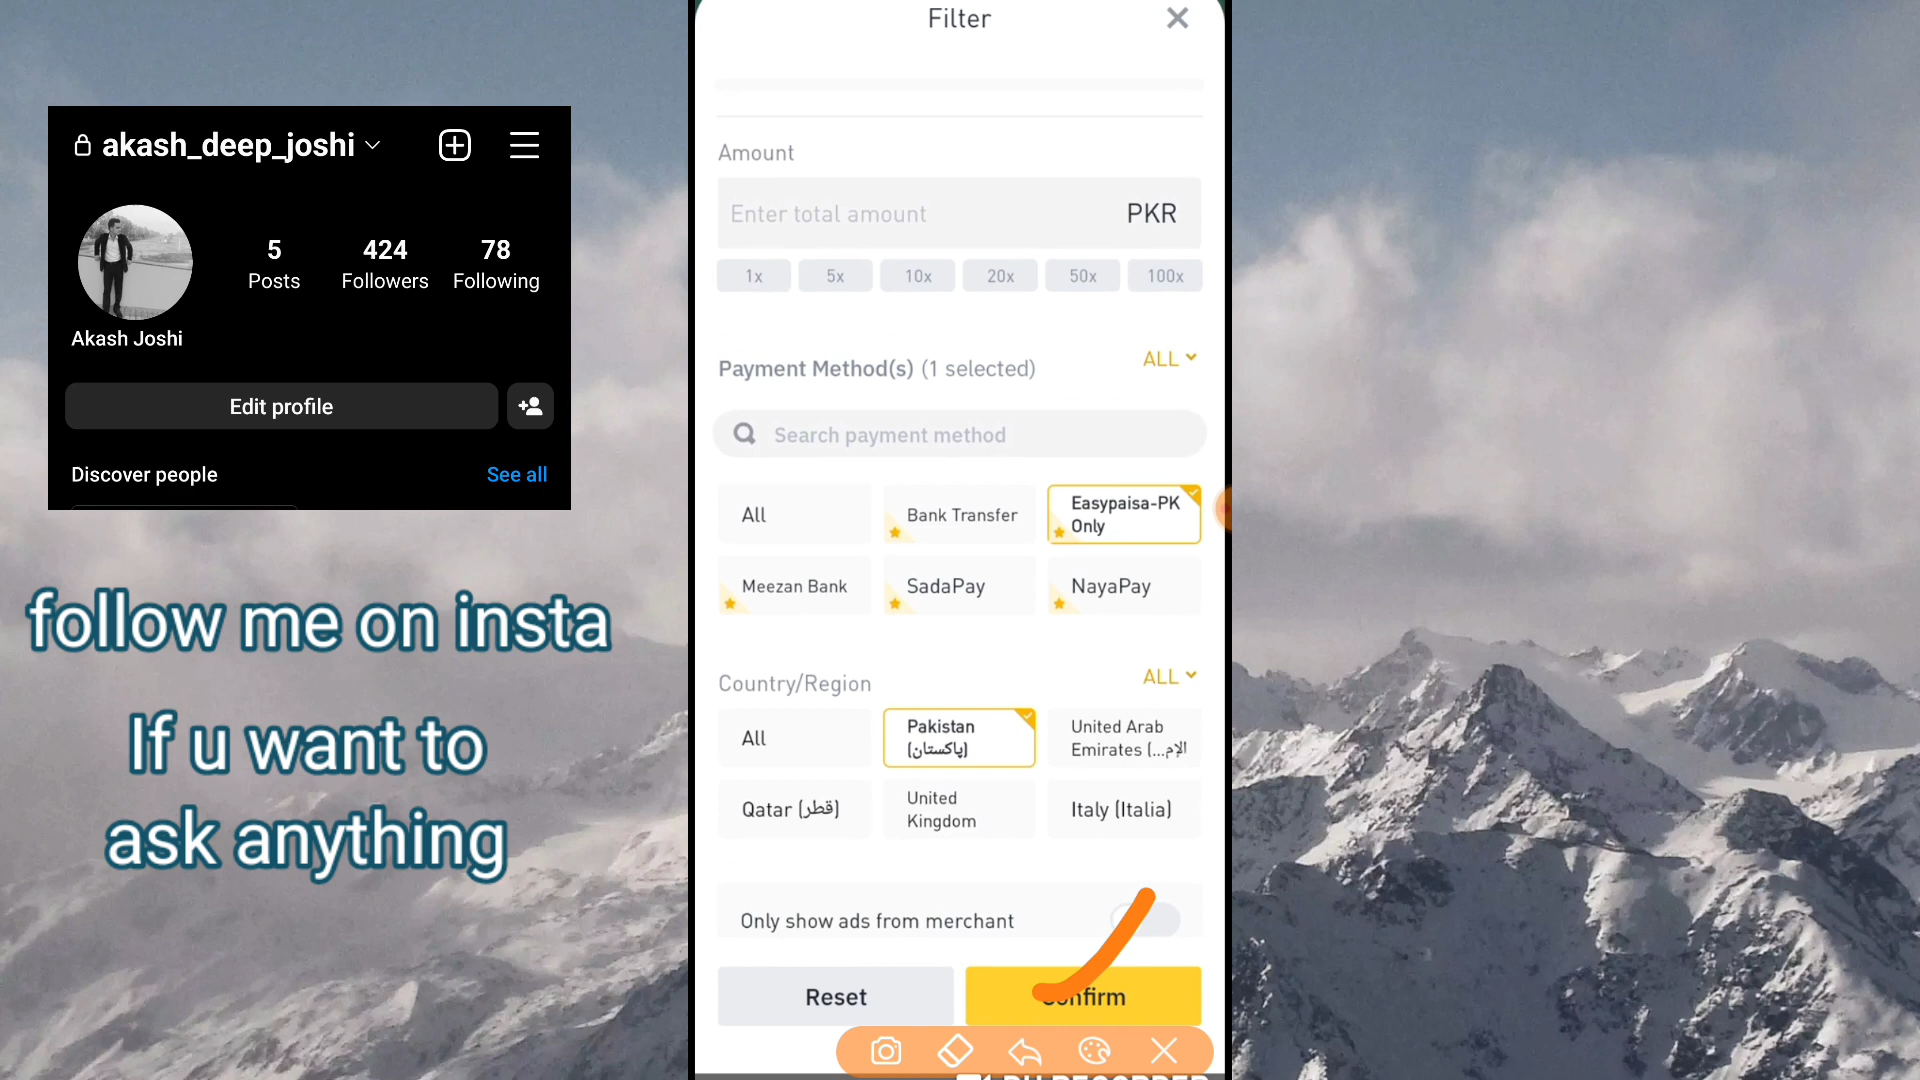 akash_deep_joshi
5 424 78
Posts Followers Following
Akash Joshi
Edit profile
Discover people See all
follow me on insta
If u want to
ask anything
Filter
Amount
Enter total amount PKR
1x 5x 10x 20x 50x 100x
Payment Method(s) (1 selected) ALL
Search payment method
All
Bank Transfer
Easypaisa-PK
Only
Meezan Bank
SadaPay
NayaPay
Country/Region ALL
All
Pakistan
(پاکستان)
United Arab
Emirates (...الإم
Qatar (قطر)
United
Kingdom
Italy (Italia)
Only show ads from merchant
Reset Confirm
RECORDER